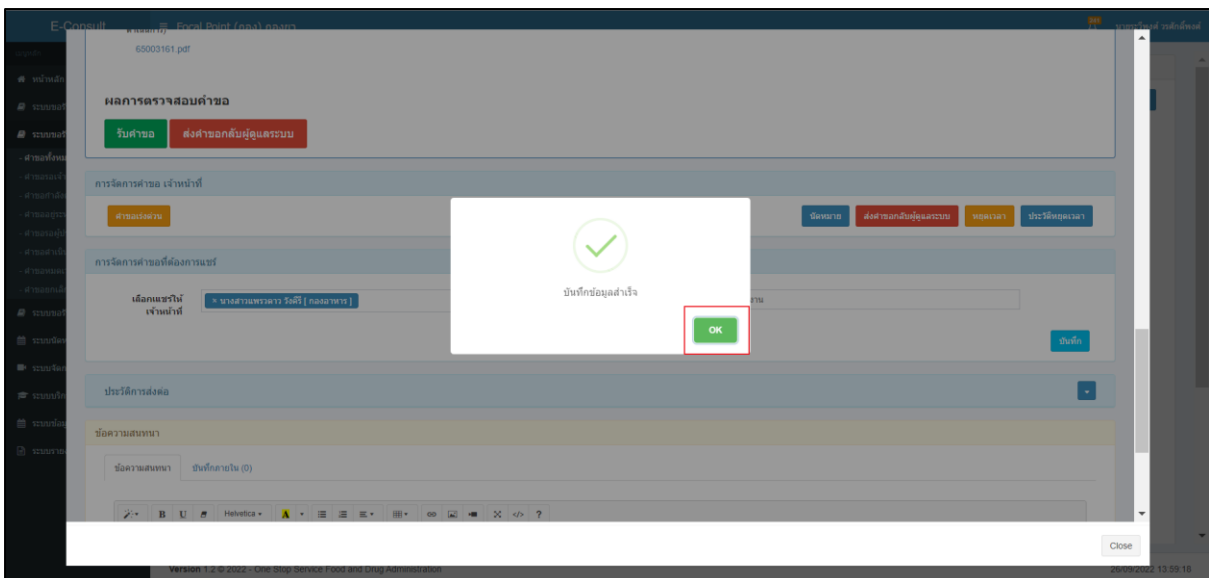 E-Consult
Focal Point (กอง) กองยา
65003161.pdf
หน้าหลัก
ผลการตรวจสอบคำขอ
รับคำขอ ส่งคำขอกลับผู้ดูแลระบบ
การจัดการคำขอ เจ้าหน้าที่
คำขอเร่งด่วน นัดหมาย ส่งคำขอกลับผู้ดูแลระบบ หยุดเวลา ประวัติหยุดเวลา
การจัดการคำขอที่ต้องการแชร์
เลือกแชร์ให้เจ้าหน้าที่ × นางสาวแพรวดาว วังคีรี [ กองอาหาร ]
บันทึกข้อมูลสำเร็จ
OK
บันทึก
ประวัติการส่งต่อ
ข้อความสนทนา
ข้อความสนทนา บันทึกภายใน (0)
B U Helvetica A ?
Close
Version 1.2 © 2022 - One Stop Service Food and Drug Administration 26/09/2022 13:59:18